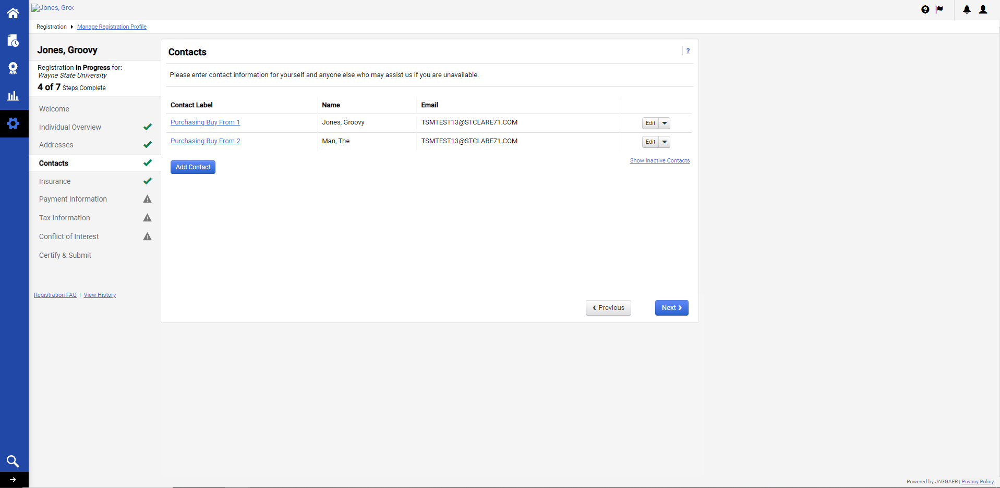 Jones, Groo
Registration Manage Registration Profile
Jones, Groovy
Registration In Progress for:
Wayne State University
4 of 7 Steps Complete
Welcome
Individual Overview
Addresses
Contacts
Insurance
Payment Information
Tax Information
Conflict of Interest
Certify & Submit
Registration FAQ | View History
Contacts
?
Please enter contact information for yourself and anyone else who may assist us if you are unavailable.
Contact Label Name Email
Purchasing Buy From 1 Jones, Groovy TSMTEST13@STCLARE71.COM Edit
Purchasing Buy From 2 Man, The TSMTEST13@STCLARE71.COM Edit
Show Inactive Contacts
Add Contact
Previous Next
Powered by JAGGAER | Privacy Policy